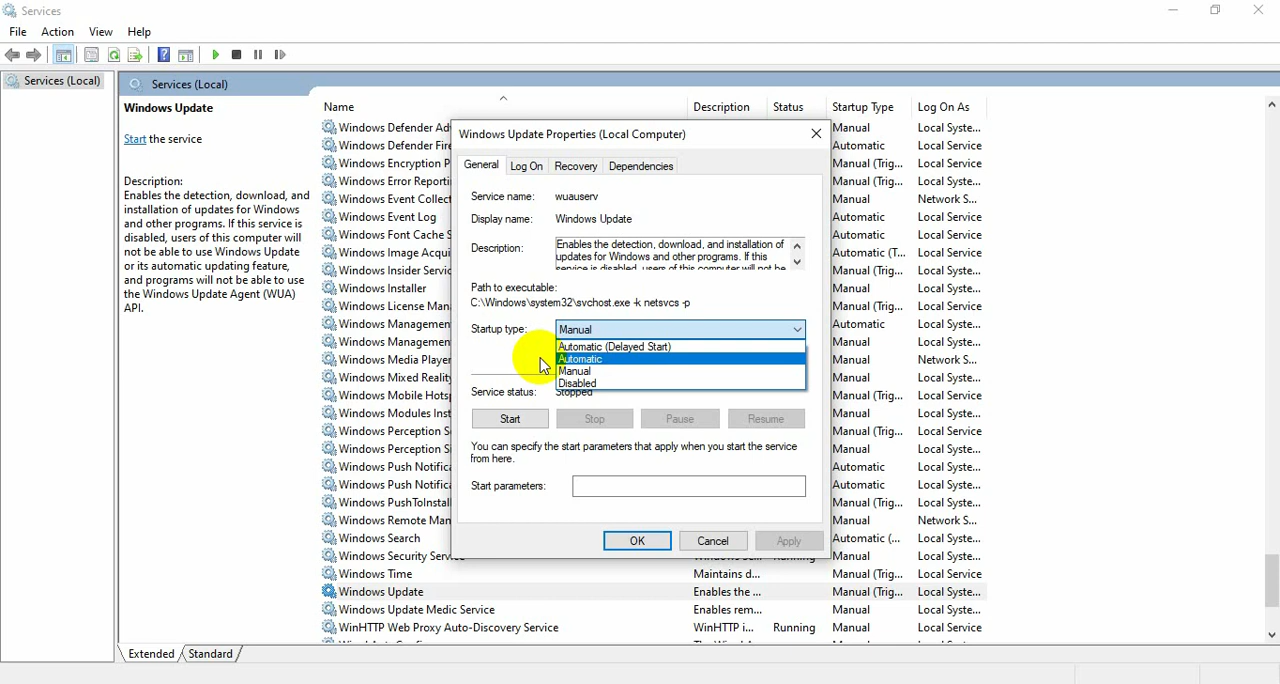 Services
File Action View Help
Services (Local)
Services (Local)
Windows Update
Start the service
Description:
Enables the detection, download, and
installation of updates for Windows
and other programs. If this service is
disabled, users of this computer will
not be able to use Windows Update
or its automatic updating feature,
and programs will not be able to use
the Windows Update Agent (WUA)
API.
Name Description Status Startup Type Log On As
Windows Defender Ad Manual Local Syste...
Windows Defender Fire Automatic Local Service
Windows Encryption P Manual (Trig... Local Syste...
Windows Error Reporti Manual (Trig... Local Syste...
Windows Event Collect Manual Network S...
Windows Event Log Automatic Local Service
Windows Font Cache S Automatic Local Service
Windows Image Acqui Automatic (T... Local Service
Windows Insider Servic Manual (Trig... Local Syste...
Windows Installer Manual Local Syste...
Windows License Man Manual (Trig... Local Service
Windows Management Automatic Local Syste...
Windows Management Manual Local Syste...
Windows Media Player Manual Network S...
Windows Mixed Reality Manual Local Syste...
Windows Mobile Hots Manual (Trig... Local Service
Windows Modules Inst Manual Local Syste...
Windows Perception S Manual (Trig... Local Service
Windows Perception S Manual Local Syste...
Windows Push Notifica Automatic Local Syste...
Windows Push Notifica Automatic Local Syste...
Windows PushToInstall Manual (Trig... Local Syste...
Windows Remote Man Manual Network S...
Windows Search Automatic (... Local Syste...
Windows Security Service Running Manual Local Syste...
Windows Time Maintains d... Manual (Trig... Local Service
Windows Update Enables the ... Manual (Trig... Local Syste...
Windows Update Medic Service Enables rem... Manual Local Syste...
WinHTTP Web Proxy Auto-Discovery Service WinHTTP i... Running Manual Local Service
Extended Standard
Windows Update Properties (Local Computer)
General Log On Recovery Dependencies
Service name: wuauserv
Display name: Windows Update
Description: Enables the detection, download, and installation of
updates for Windows and other programs. If this
service is disabled, users of this computer will not be
Path to executable:
C:\Windows\system32\svchost.exe -k netsvcs -p
Startup type: Manual
Automatic (Delayed Start)
Automatic
Manual
Disabled
Service status: Stopped
Start Stop Pause Resume
You can specify the start parameters that apply when you start the service
from here.
Start parameters:
OK Cancel Apply